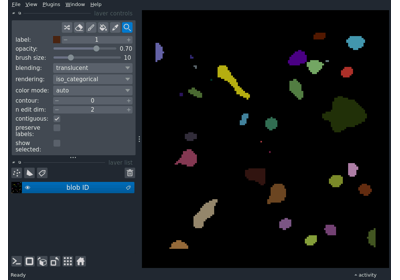 File View Plugins Window Help
layer controls
label: 1
opacity: 0.70
brush size: 10
blending: translucent
rendering: iso_categorical
color mode: auto
contour: 0
n edit dim: 2
contiguous:
preserve
labels:
show
selected:
layer list
blob ID
Ready
activity